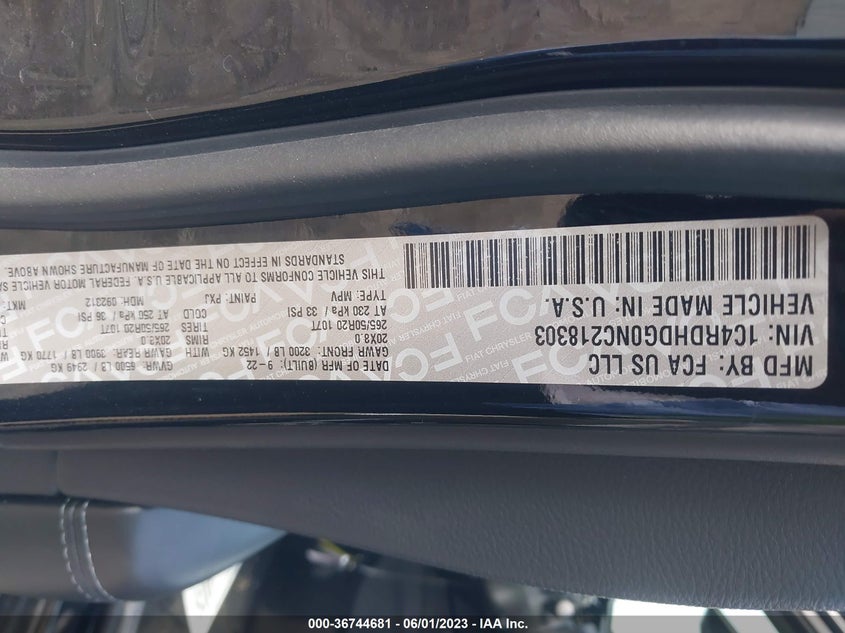 MFD BY: FCA US LLC
VIN: 1C4RDHDG0NC218303
VEHICLE MADE IN: U.S.A.
DATE OF MFR (BUILT): 9-22
GVWR: 6500 LB / 2949 KG
GAWR FRONT: 3200 LB / 1452 KG
WITH
GAWR REAR: 3900 LB / 1770 KG
20X8.0
RIMS
20X8.0
265/50R20 107T
TIRES
265/50R20 107T
AT 230 kPa / 33 PSI
COLD
AT 250 kPa / 36 PSI
TYPE: MPV
PAINT: PXJ
MDH: 092312
MKT:
THIS VEHICLE CONFORMS TO ALL APPLICABLE U.S.A. FEDERAL MOTOR VEHICLE
STANDARDS IN EFFECT ON THE DATE OF MANUFACTURE SHOWN ABOVE.
FCA
FIAT CHRYSLER
000-36744681 - 06/01/2023 - IAA Inc.